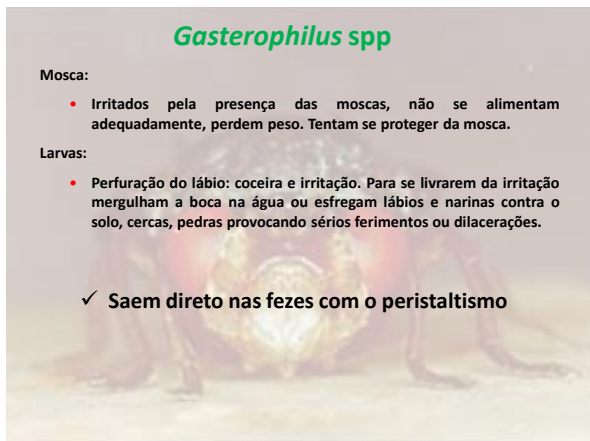 Gasterophilus spp
Mosca:
• Irritados pela presença das moscas, não se alimentam
adequadamente, perdem peso. Tentam se proteger da mosca.
Larvas:
• Perfuração do lábio: coceira e irritação. Para se livrarem da irritação
mergulham a boca na água ou esfregam lábios e narinas contra o
solo, cercas, pedras provocando sérios ferimentos ou dilacerações.
✓ Saem direto nas fezes com o peristaltismo